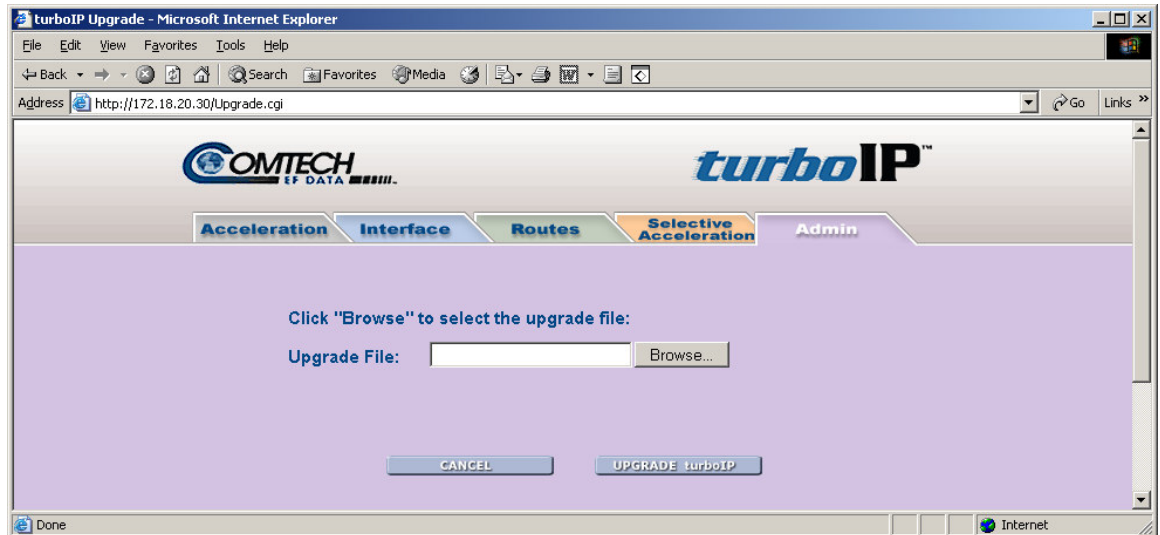 turboIP Upgrade - Microsoft Internet Explorer
File Edit View Favorites Tools Help
Back Search Favorites Media
Address http://172.18.20.30/Upgrade.cgi Go Links »
COMTECH turboIP™
EF DATA
Acceleration Interface Routes Selective Acceleration Admin
Click "Browse" to select the upgrade file:
Upgrade File: Browse...
CANCEL UPGRADE turboIP
Done Internet